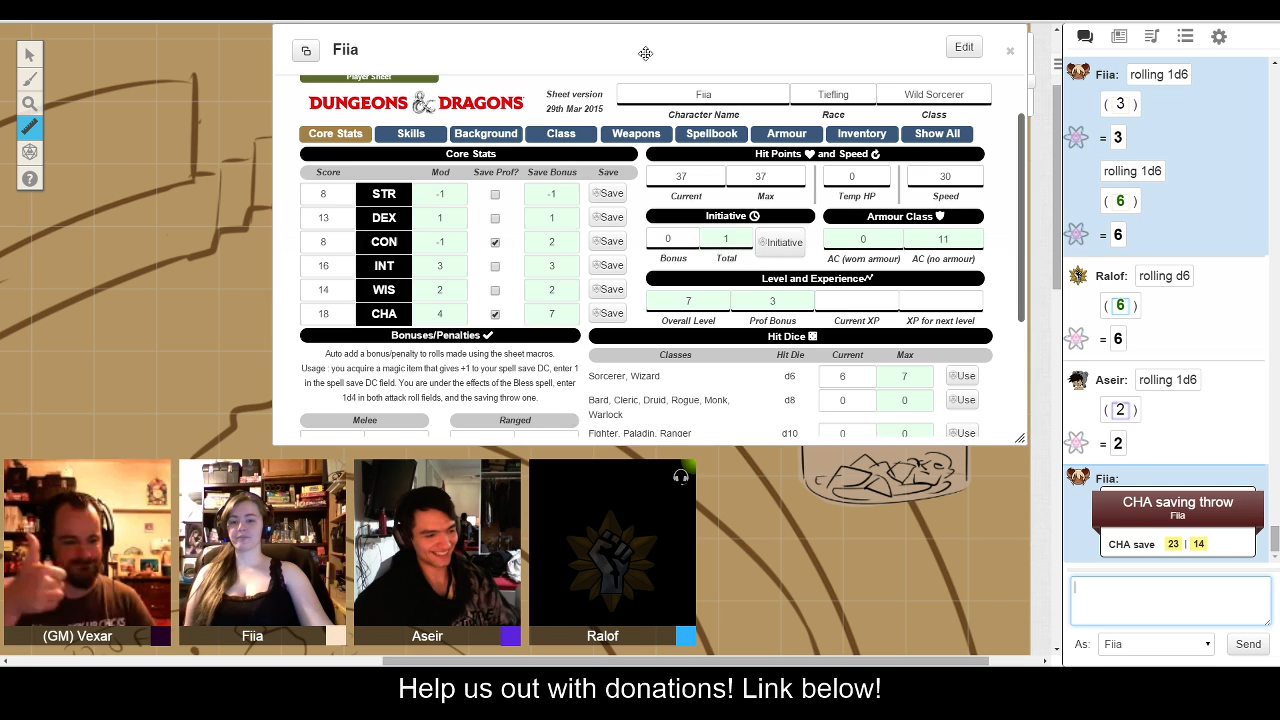 Fiia
Edit
×
Player Sheet
DUNGEONS & DRAGONS
Sheet version
29th Mar 2015
Fiia Tiefling Wild Sorcerer
Character Name Race Class
Core Stats Skills Background Class Weapons Spellbook Armour Inventory Show All
Core Stats
Score Mod Save Prof? Save Bonus Save
8 STR -1 -1 Save
13 DEX 1 1 Save
8 CON -1 2 Save
16 INT 3 3 Save
14 WIS 2 2 Save
18 CHA 4 7 Save
Hit Points and Speed
37 37 0 30
Current Max Temp HP Speed
Initiative
0 1 Initiative
Bonus Total
Armour Class
0 11
AC (worn armour) AC (no armour)
Level and Experience
7 3
Overall Level Prof Bonus Current XP XP for next level
Bonuses/Penalties
Auto add a bonus/penalty to rolls made using the sheet macros.
Usage : you acquire a magic item that gives +1 to your spell save DC, enter 1
in the spell save DC field. You are under the effects of the Bless spell, enter
1d4 in both attack roll fields, and the saving throw one.
Melee Ranged
Hit Dice
Classes Hit Die Current Max
Sorcerer, Wizard d6 6 7 Use
Bard, Cleric, Druid, Rogue, Monk,
Warlock
d8 0 0 Use
Fighter, Paladin, Ranger d10 0 0 Use
(GM) Vexar
Fiia
Aseir
Ralof
Fiia: rolling 1d6
( 3 )
= 3
rolling 1d6
( 6 )
= 6
Ralof: rolling d6
( 6 )
= 6
Aseir: rolling 1d6
( 2 )
= 2
Fiia:
CHA saving throw
Fiia
CHA save 23 | 14
As: Fiia Send
Help us out with donations! Link below!